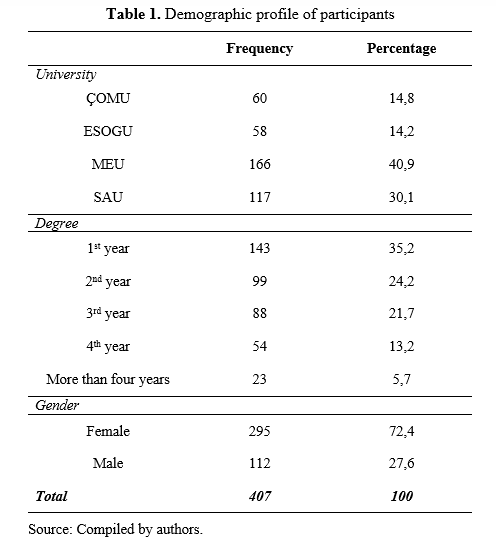 Table 1. Demographic profile of participants
Frequency Percentage
University
ÇOMU 60 14,8
ESOGU 58 14,2
MEU 166 40,9
SAU 117 30,1
Degree
1st year 143 35,2
2nd year 99 24,2
3rd year 88 21,7
4th year 54 13,2
More than four years 23 5,7
Gender
Female 295 72,4
Male 112 27,6
Total 407 100
Source: Compiled by authors.